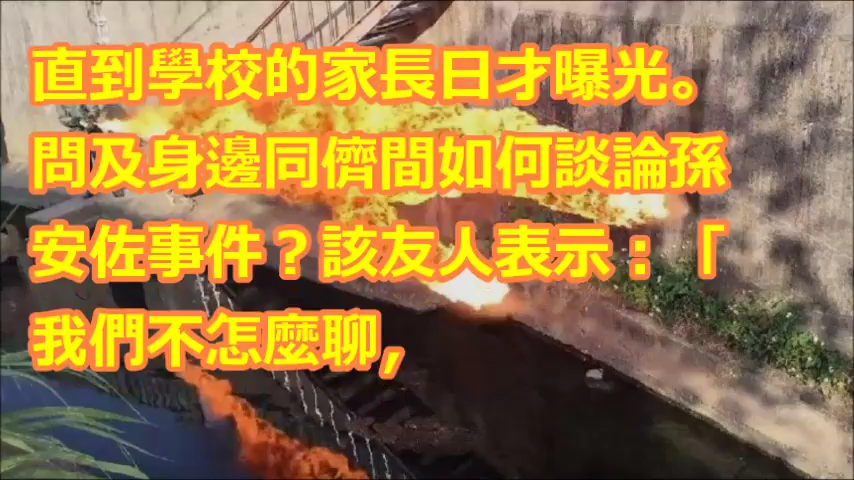 直到學校的家長日才曝光。
問及身邊同儕間如何談論孫
安佐事件？該友人表示：「
我們不怎麼聊，